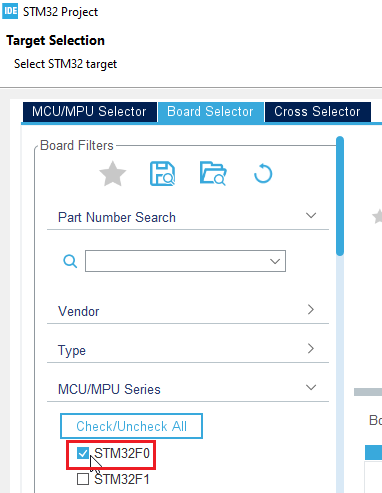 IDE STM32 Project
Target Selection
Select STM32 target
MCU/MPU Selector Board Selector Cross Selector
Board Filters
Part Number Search
Vendor
Type
MCU/MPU Series
Check/Uncheck All
STM32F0
STM32F1
Bo